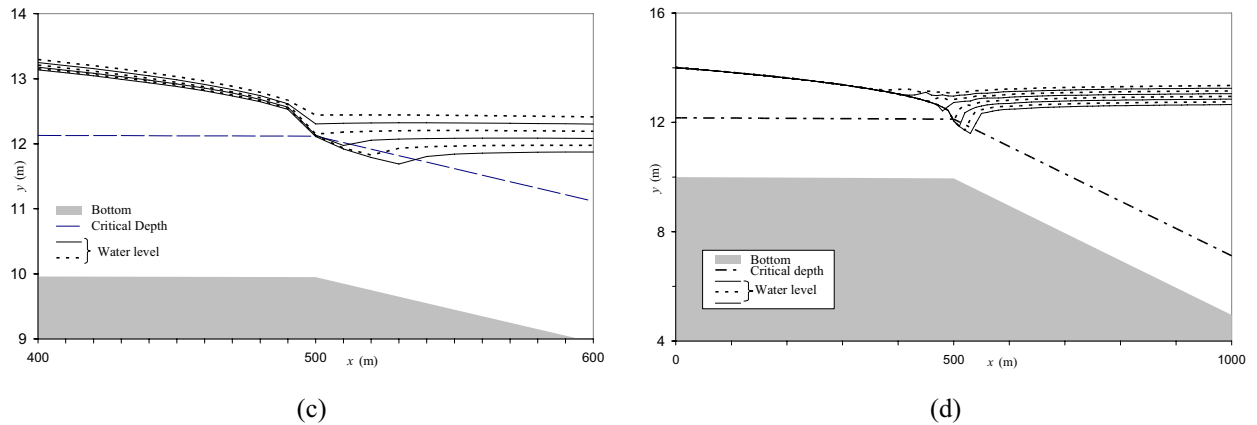 14
13
12
11
10
9
y (m)
Bottom
Critical Depth
Water level
400
500
600
x (m)
(c)
16
12
8
4
y (m)
Bottom
Critical depth
Water level
0
500
1000
x (m)
(d)